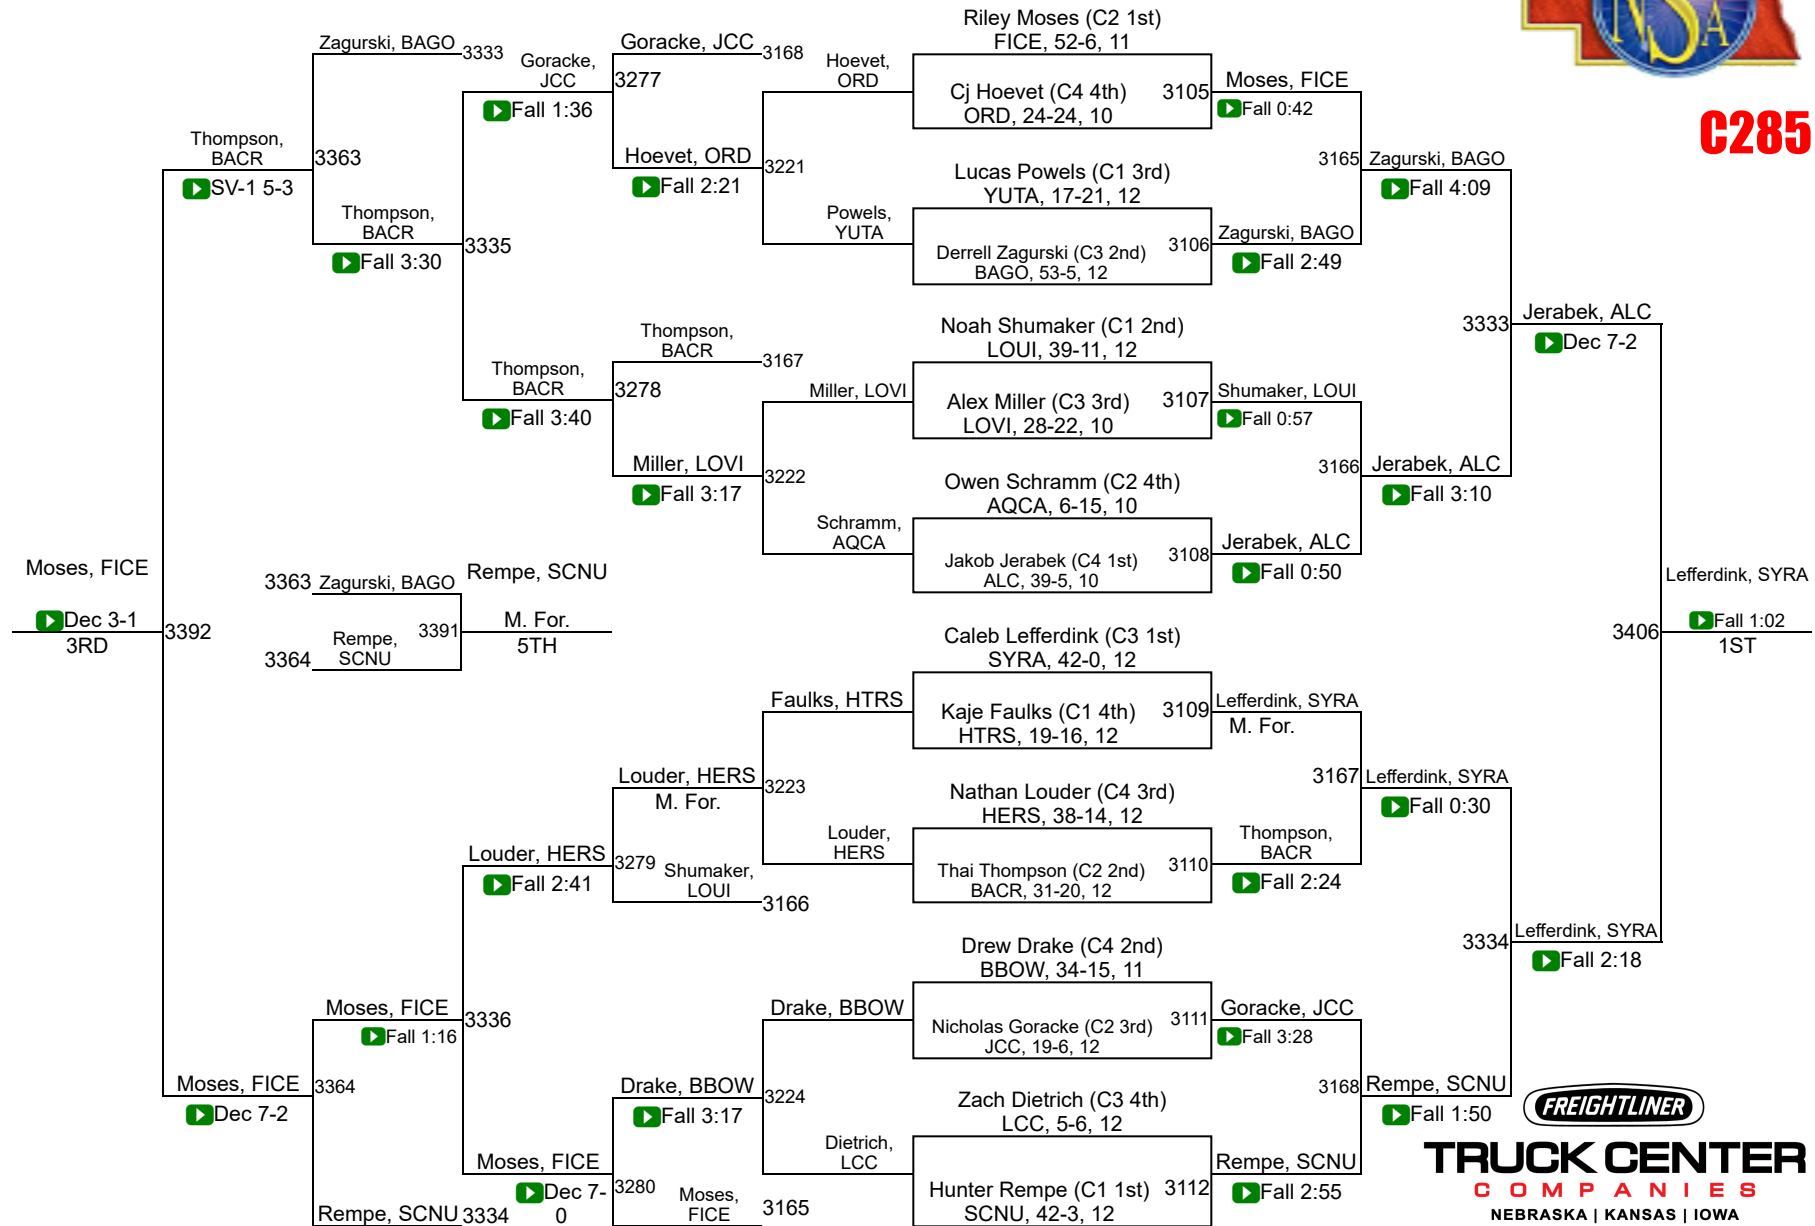 Riley Moses (C2 1st)
FICE, 52-6, 11
Cj Hoevet (C4 4th)
ORD, 24-24, 10
3105
Lucas Powels (C1 3rd)
YUTA, 17-21, 12
Derrell Zagurski (C3 2nd)
BAGO, 53-5, 12
3106
Noah Shumaker (C1 2nd)
LOUI, 39-11, 12
Alex Miller (C3 3rd)
LOVI, 28-22, 10
3107
Owen Schramm (C2 4th)
AQCA, 6-15, 10
Jakob Jerabek (C4 1st)
ALC, 39-5, 10
3108
Caleb Lefferdink (C3 1st)
SYRA, 42-0, 12
Kaje Faulks (C1 4th)
HTRS, 19-16, 12
3109
Nathan Louder (C4 3rd)
HERS, 38-14, 12
Thai Thompson (C2 2nd)
BACR, 31-20, 12
3110
Drew Drake (C4 2nd)
BBOW, 34-15, 11
Nicholas Goracke (C2 3rd)
JCC, 19-6, 12
3111
Zach Dietrich (C3 4th)
LCC, 5-6, 12
Hunter Rempe (C1 1st)
SCNU, 42-3, 12
3112
Moses, FICE
Fall 0:42
3165
Zagurski, BAGO
Fall 2:49
Shumaker, LOUI
Fall 0:57
3166
Jerabek, ALC
Fall 0:50
Lefferdink, SYRA
M. For.
3167
Thompson,
BACR
Fall 2:24
Goracke, JCC
Fall 3:28
3168
Rempe, SCNU
Fall 2:55
Zagurski, BAGO
Fall 4:09
3333
Jerabek, ALC
Fall 3:10
Lefferdink, SYRA
Fall 0:30
3334
Rempe, SCNU
Fall 1:50
Jerabek, ALC
Dec 7-2
3406
Lefferdink, SYRA
Fall 2:18
Lefferdink, SYRA
Fall 1:02
1ST
Hoevet,
ORD
3221
Powels,
YUTA
Miller, LOVI
3222
Schramm,
AQCA
Faulks, HTRS
3223
Louder,
HERS
Drake, BBOW
3224
Dietrich,
LCC
Goracke, JCC
3168
3277
Hoevet, ORD
Fall 2:21
Thompson,
BACR
3167
3278
Miller, LOVI
Fall 3:17
Louder, HERS
M. For.
3279
Shumaker,
LOUI
3166
Drake, BBOW
Fall 3:17
3280
Moses,
FICE
3165
Goracke,
JCC
Fall 1:36
3335
Thompson,
BACR
Fall 3:40
Louder, HERS
Fall 2:41
3336
Moses, FICE
Dec 7-
0
Zagurski, BAGO
3333
3363
Thompson,
BACR
Fall 3:30
Moses, FICE
Fall 1:16
3364
Rempe, SCNU
3334
Thompson,
BACR
SV-1 5-3
3392
Moses, FICE
Dec 7-2
Moses, FICE
Dec 3-1
3RD
3363
Zagurski, BAGO
3391
3364
Rempe,
SCNU
Rempe, SCNU
M. For.
5TH
NSA
C285
FREIGHTLINER
TRUCK CENTER
COMPANIES
NEBRASKA | KANSAS | IOWA